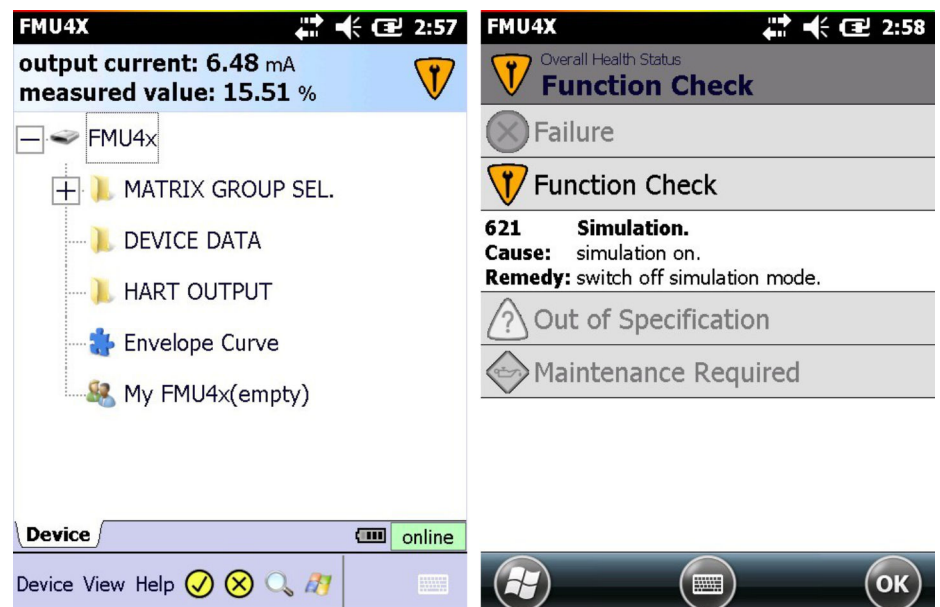 FMU4X
2:57
output current: 6.48 mA
measured value: 15.51 %
FMU4x
MATRIX GROUP SEL.
DEVICE DATA
HART OUTPUT
Envelope Curve
My FMU4x(empty)
Device
online
Device View Help
FMU4X
2:58
Overall Health Status
Function Check
Failure
Function Check
621 Simulation.
Cause: simulation on.
Remedy: switch off simulation mode.
Out of Specification
Maintenance Required
OK